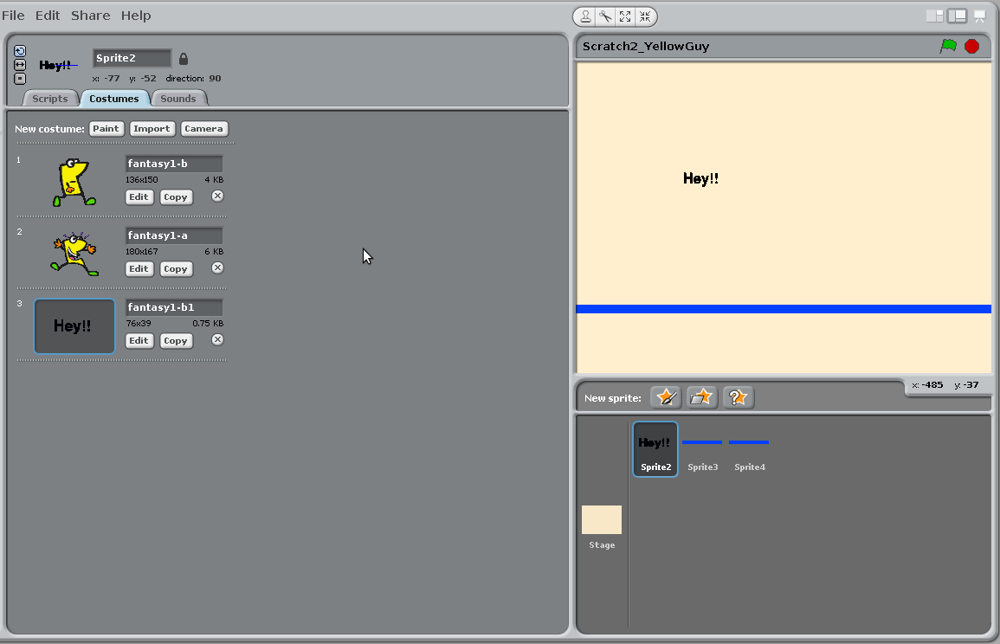 File Edit Share Help
Scratch2_YellowGuy
Hey!! Sprite2
x: -77 y: -52 direction: 90
Scripts Costumes Sounds
New costume: Paint Import Camera
1 fantasy1-b
136x150 4 KB
Edit Copy
2 fantasy1-a
180x167 6 KB
Edit Copy
3 fantasy1-b1
Hey!!
76x39 0.75 KB
Edit Copy
Hey!!
x: -485 y: -37
New sprite:
Hey!!
Sprite2 Sprite3 Sprite4
Stage